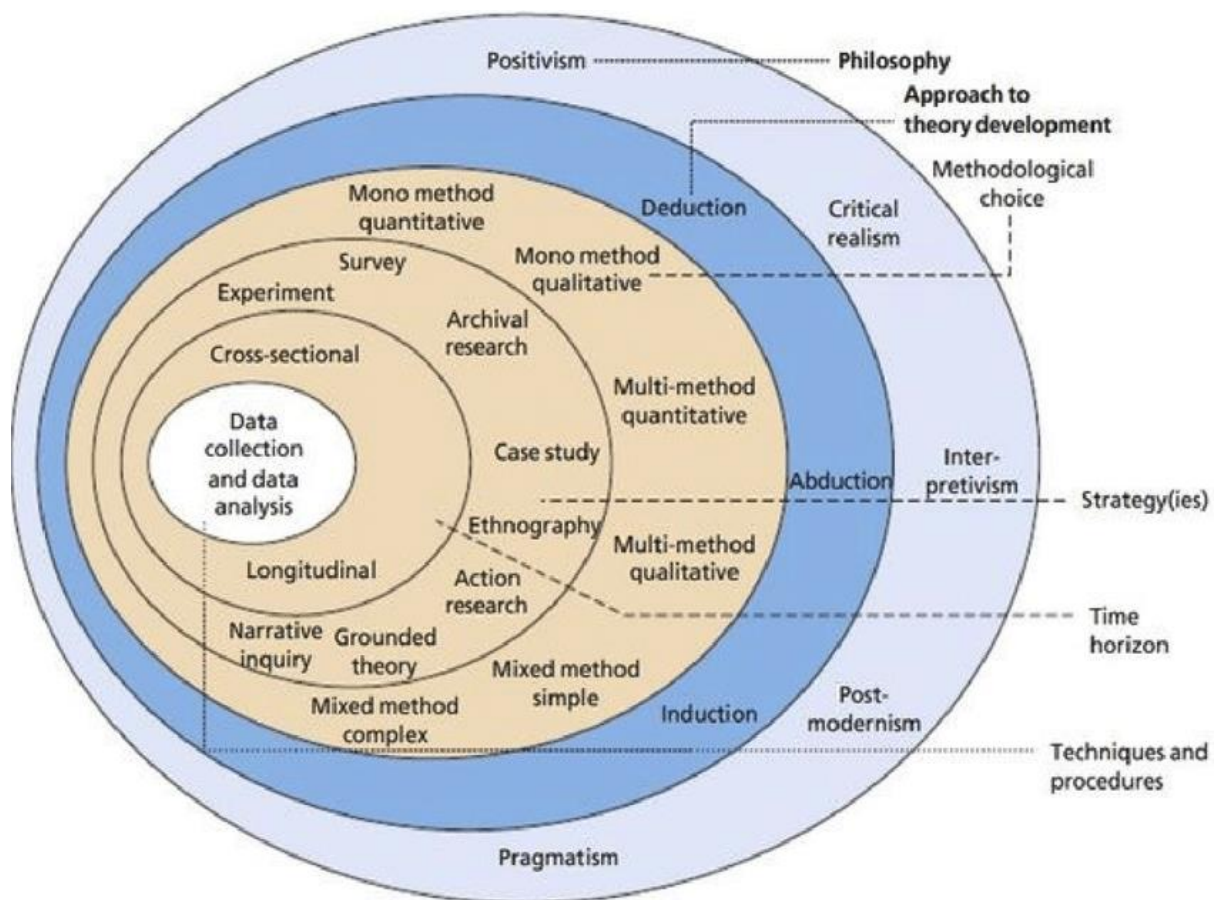 Positivism
Philosophy
Approach to
theory development
Methodological
choice
Mono method
quantitative
Deduction
Critical
realism
Survey
Mono method
qualitative
Experiment
Archival
research
Cross-sectional
Multi-method
quantitative
Data
collection
and data
analysis
Case study
Abduction
Inter-
pretivism
Strategy(ies)
Ethnography
Multi-method
qualitative
Longitudinal
Action
research
Time
horizon
Narrative
inquiry
Grounded
theory
Mixed method
simple
Mixed method
complex
Induction
Post-
modernism
Techniques and
procedures
Pragmatism